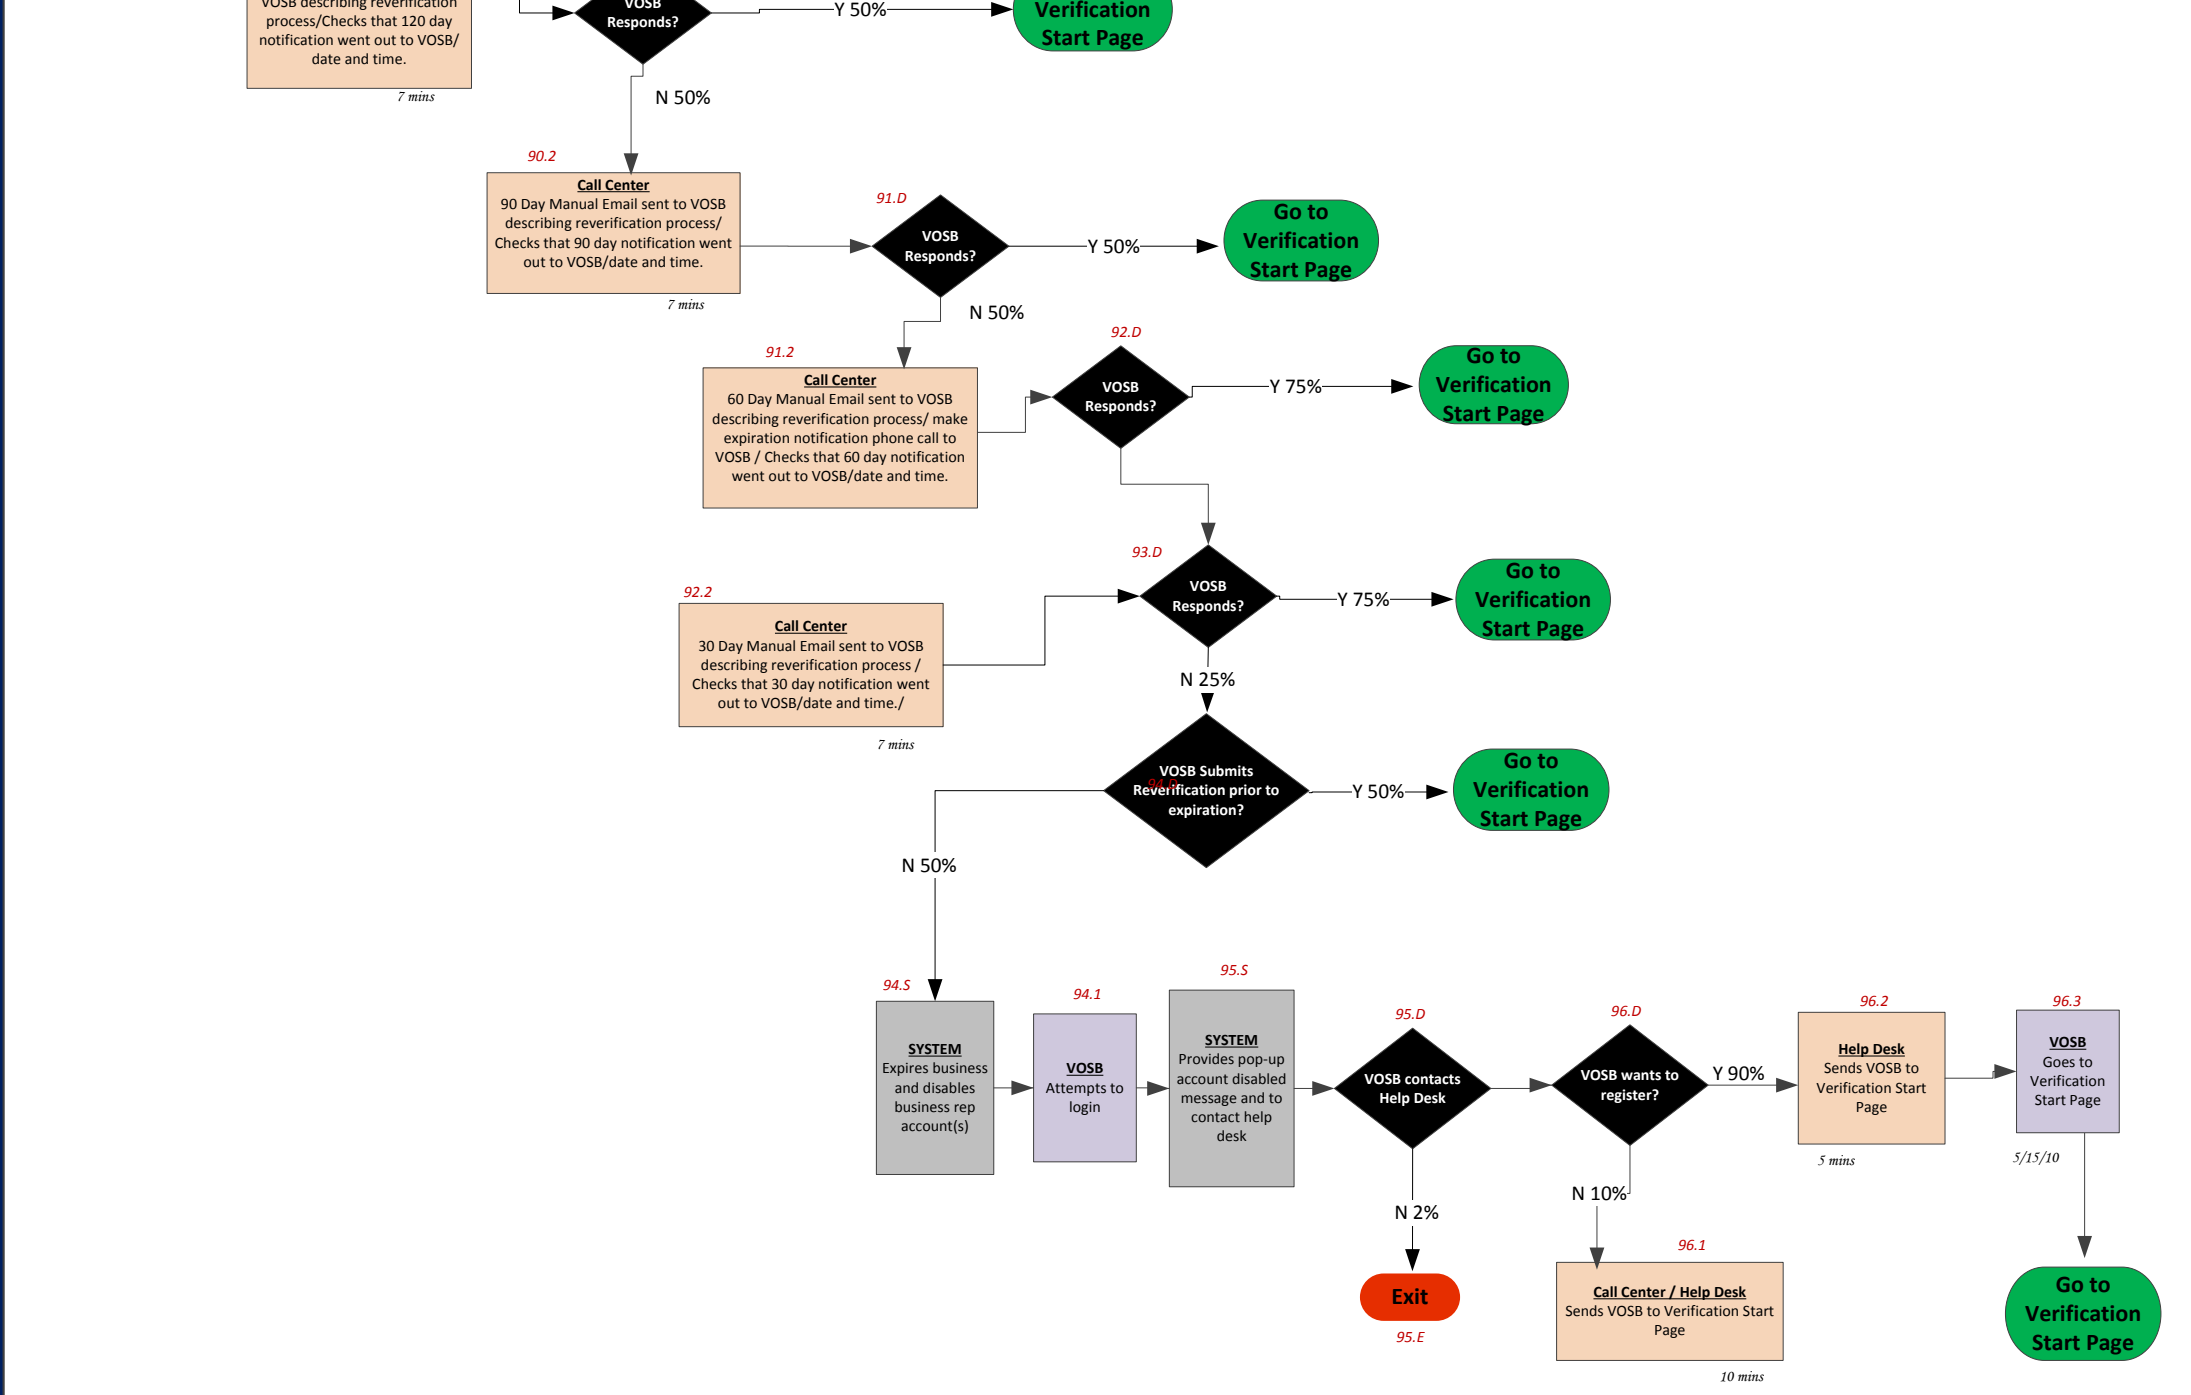 VOSB describing reverification
process/Checks that 120 day
notification went out to VOSB/
date and time.
7 mins
VOSB
Responds?
Y 50%
Verification
Start Page
N 50%
90.2
Call Center
90 Day Manual Email sent to VOSB
describing reverification process/
Checks that 90 day notification went
out to VOSB/date and time.
7 mins
91.D
VOSB
Responds?
Y 50%
Go to
Verification
Start Page
N 50%
91.2
Call Center
60 Day Manual Email sent to VOSB
describing reverification process/ make
expiration notification phone call to
VOSB / Checks that 60 day notification
went out to VOSB/date and time.
92.D
VOSB
Responds?
Y 75%
Go to
Verification
Start Page
93.D
VOSB
Responds?
Y 75%
Go to
Verification
Start Page
92.2
Call Center
30 Day Manual Email sent to VOSB
describing reverification process /
Checks that 30 day notification went
out to VOSB/date and time./
7 mins
N 25%
94.D
VOSB Submits
Reverification prior to
expiration?
Y 50%
Go to
Verification
Start Page
N 50%
94.S
SYSTEM
Expires business
and disables
business rep
account(s)
94.1
VOSB
Attempts to
login
95.S
SYSTEM
Provides pop-up
account disabled
message and to
contact help
desk
95.D
VOSB contacts
Help Desk
N 2%
Exit
95.E
96.D
VOSB wants to
register?
Y 90%
N 10%
96.1
Call Center / Help Desk
Sends VOSB to Verification Start
Page
10 mins
96.2
Help Desk
Sends VOSB to
Verification Start
Page
5 mins
96.3
VOSB
Goes to
Verification
Start Page
5/15/10
Go to
Verification
Start Page